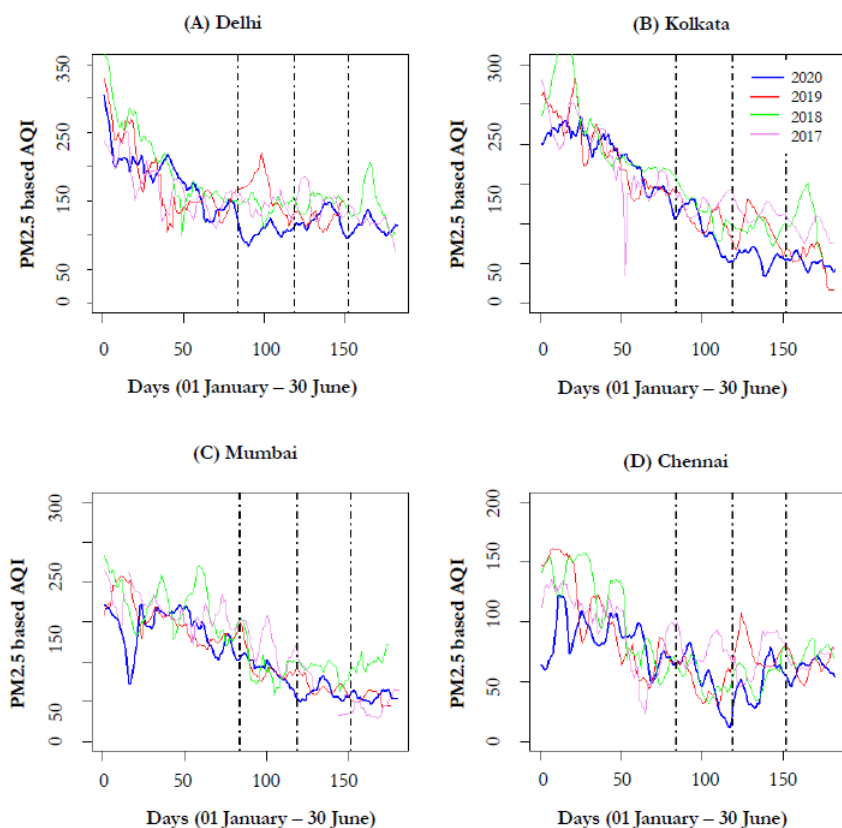 (A) Delhi
PM2.5 based AQI
350
250
150
50
0
0 50 100 150
Days (01 January – 30 June)
(B) Kolkata
PM2.5 based AQI
300
250
150
50
0
2020
2019
2018
2017
0 50 100 150
Days (01 January – 30 June)
(C) Mumbai
PM2.5 based AQI
300
250
150
50
0
0 50 100 150
Days (01 January – 30 June)
(D) Chennai
PM2.5 based AQI
200
150
100
50
0
0 50 100 150
Days (01 January – 30 June)